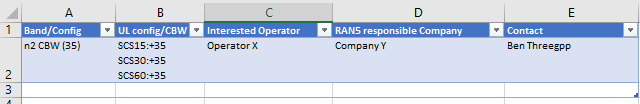 A B C D E
1 Band/Config UL config/CBW Interested Operator RAN5 responsible Company Contact
n2 CBW (35) SCS15:+35 Operator X Company Y Ben Threegpp
SCS30:+35
2 SCS60:+35
3